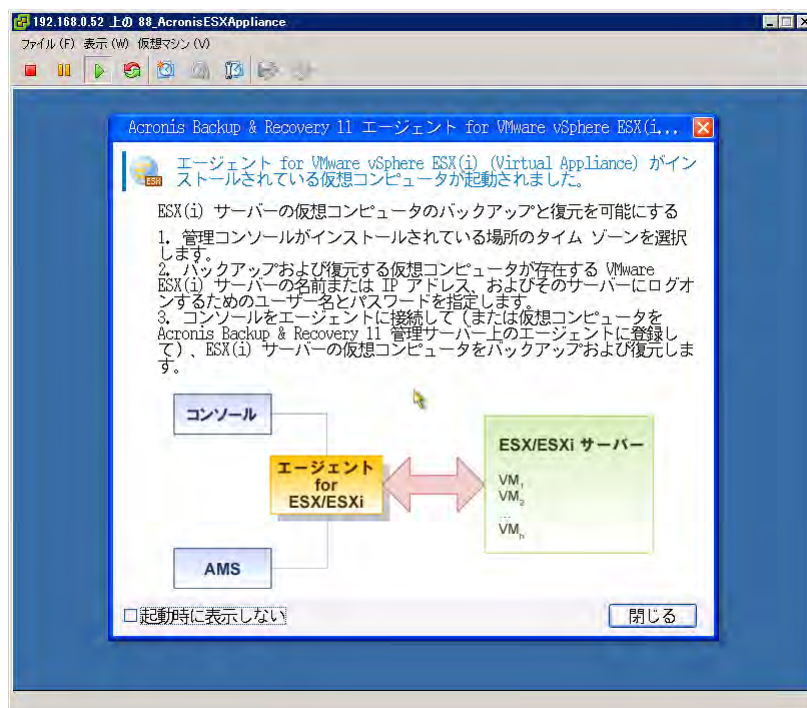 192.168.0.52 上の 88_AcronisESXAppliance
ファイル(F) 表示(W) 仮想マシン(V)
Acronis Backup & Recovery 11 エージェント for VMware vSphere ESX(i...
エージェント for VMware vSphere ESX(i) (Virtual Appliance) がイン
ストールされている仮想コンピュータが起動されました。
ESX
ESX(i) サーバーの仮想コンピュータのバックアップと復元を可能にする
1. 管理コンソールがインストールされている場所のタイム ゾーンを選択
します。
2. バックアップおよび復元する仮想コンピュータが存在する VMware
ESX(i) サーバーの名前または IP アドレス、およびそのサーバーにログオ
ンするためのユーザー名とパスワードを指定します。
3. コンソールをエージェントに接続して(または仮想コンピュータを
Acronis Backup & Recovery 11 管理サーバー上のエージェントに登録し
て)、ESX(i) サーバーの仮想コンピュータをバックアップおよび復元しま
す。
コンソール
エージェント
for
ESX/ESXi
AMS
ESX/ESXi サーバー
VM1
VM2
...
VMn
起動時に表示しない
閉じる